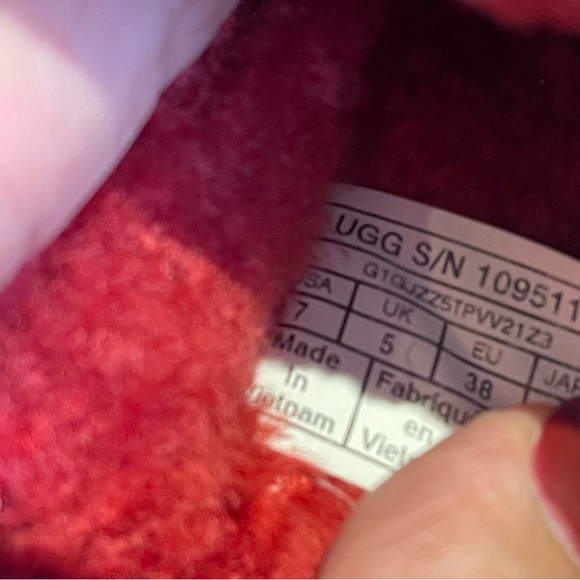 UGG S/N 109511
G1QJZZ5TPVV21Z3
SA UK EU JAP
7 5 38
Made Fabriqu
In en
ietnam Viet